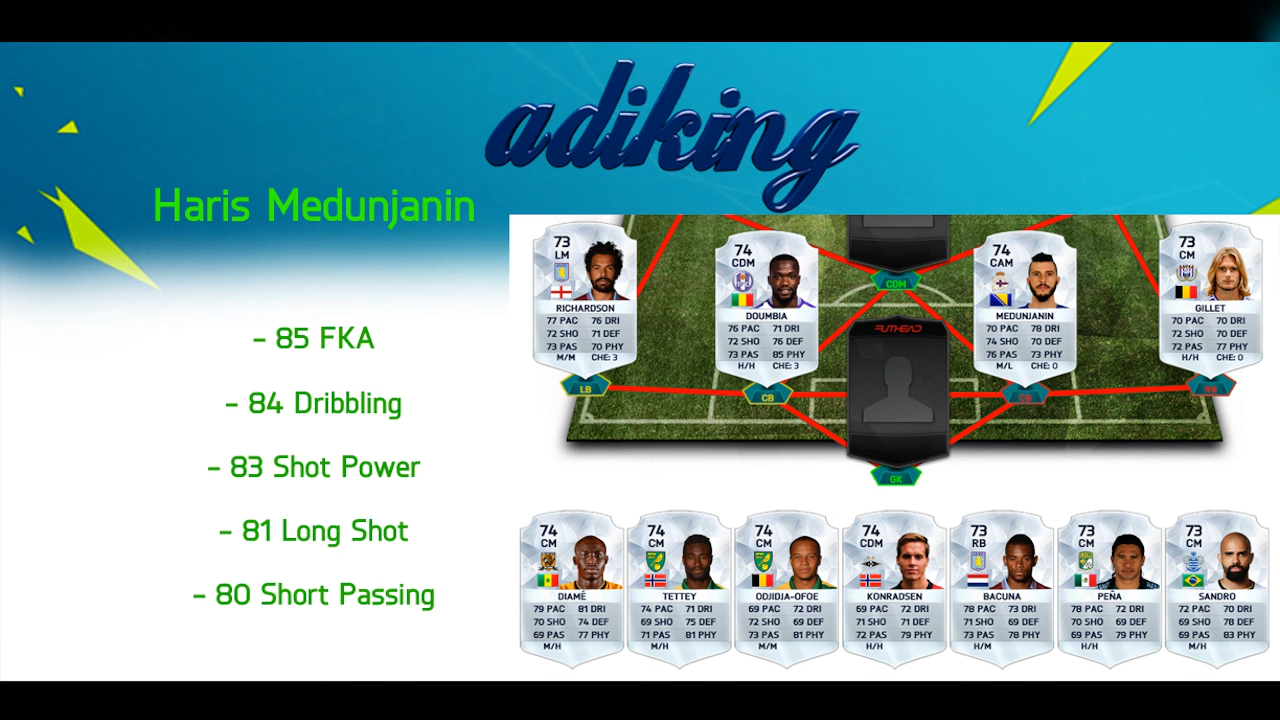 adiking
Haris Medunjanin
- 85 FKA
- 84 Dribbling
- 83 Shot Power
- 81 Long Shot
- 80 Short Passing
73
LM
RICHARDSON
77 PAC 76 DRI
72 SHO 71 DEF
73 PAS 70 PHY
M/M CHE: 3
LB
74
CDM
DOUMBIA
76 PAC 71 DRI
72 SHO 76 DEF
73 PAS 85 PHY
H/H CHE: 3
CB
CDM
FUTHEAD
GK
74
CAM
MEDUNJANIN
70 PAC 78 DRI
74 SHO 70 DEF
76 PAS 73 PHY
M/L CHE: 0
CB
73
CM
GILLET
70 PAC 70 DRI
72 SHO 70 DEF
72 PAS 77 PHY
H/H CHE: 0
RB
74
CM
DIAMÉ
79 PAC 81 DRI
70 SHO 74 DEF
69 PAS 77 PHY
M/H
74
CM
TETTEY
74 PAC 71 DRI
69 SHO 75 DEF
71 PAS 81 PHY
M/H
74
CM
ODJIDJA-OFOE
69 PAC 72 DRI
72 SHO 69 DEF
73 PAS 81 PHY
M/M
74
CDM
KONRADSEN
69 PAC 72 DRI
71 SHO 71 DEF
72 PAS 79 PHY
H/H
73
RB
BACUNA
78 PAC 73 DRI
71 SHO 69 DEF
73 PAS 78 PHY
H/M
73
CM
PEÑA
78 PAC 72 DRI
70 SHO 69 DEF
69 PAS 79 PHY
H/H
73
CM
SANDRO
72 PAC 70 DRI
69 SHO 78 DEF
69 PAS 83 PHY
M/H